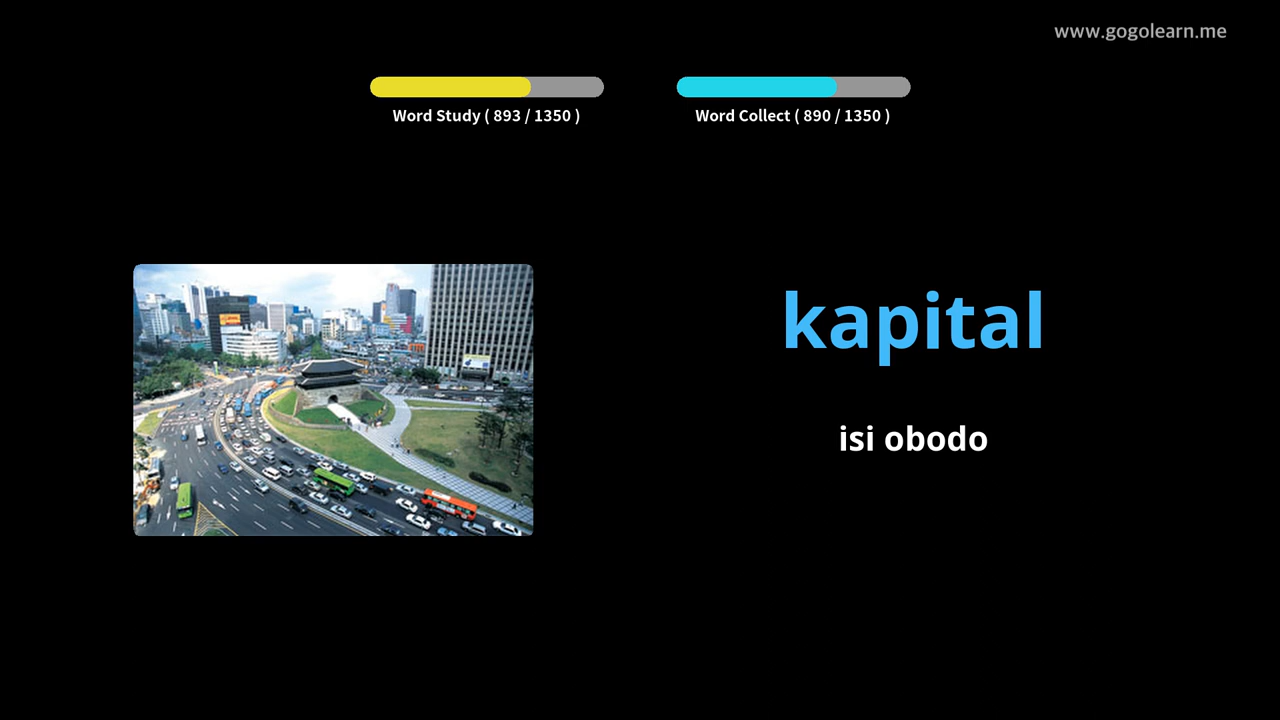 www.gogolearn.me
Word Study ( 893 / 1350 )
Word Collect ( 890 / 1350 )
kapital
isi obodo